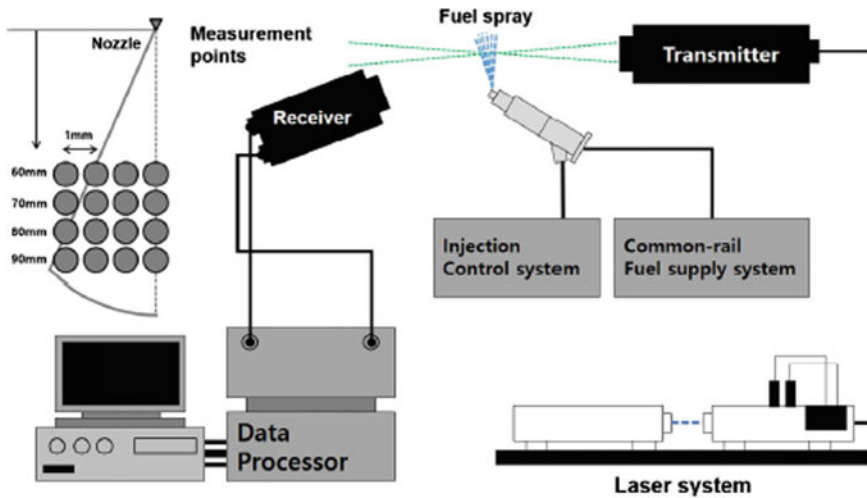 Nozzle
Measurement
points
1mm
60mm
70mm
80mm
90mm
Fuel spray
Transmitter
Receiver
Injection
Control system
Common-rail
Fuel supply system
Data
Processor
Laser system